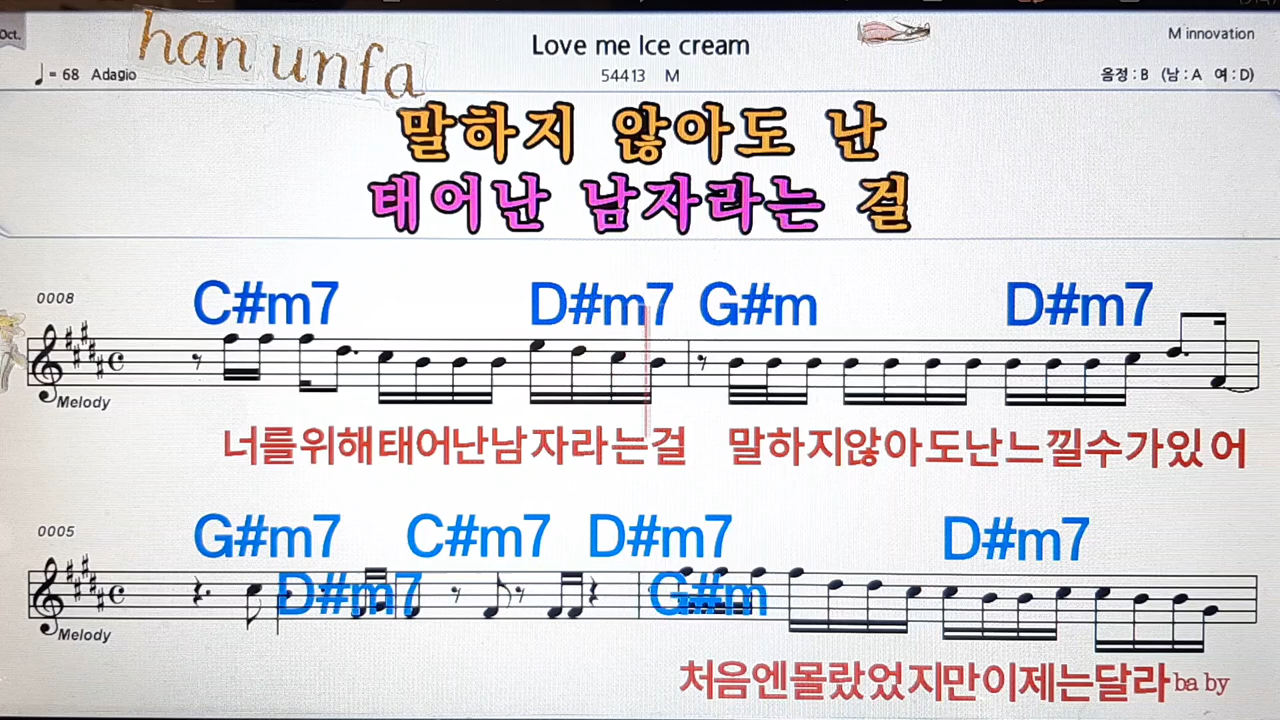 Oct.
han unfa
Love me Ice cream
M innovation
♩= 68 Adagio
54413 M
음정 : B (남 : A 여 : D)
말하지 않아도 난
태어난 남자라는 걸
0008
C#m7 D#m7 G#m D#m7
Melody
너를위해태어난남자라는걸 말하지않아도난느낄수가있어
0005
G#m7 C#m7 D#m7 D#m7
D#m7 G#m
Melody
처음엔몰랐었지만이제는달라baby